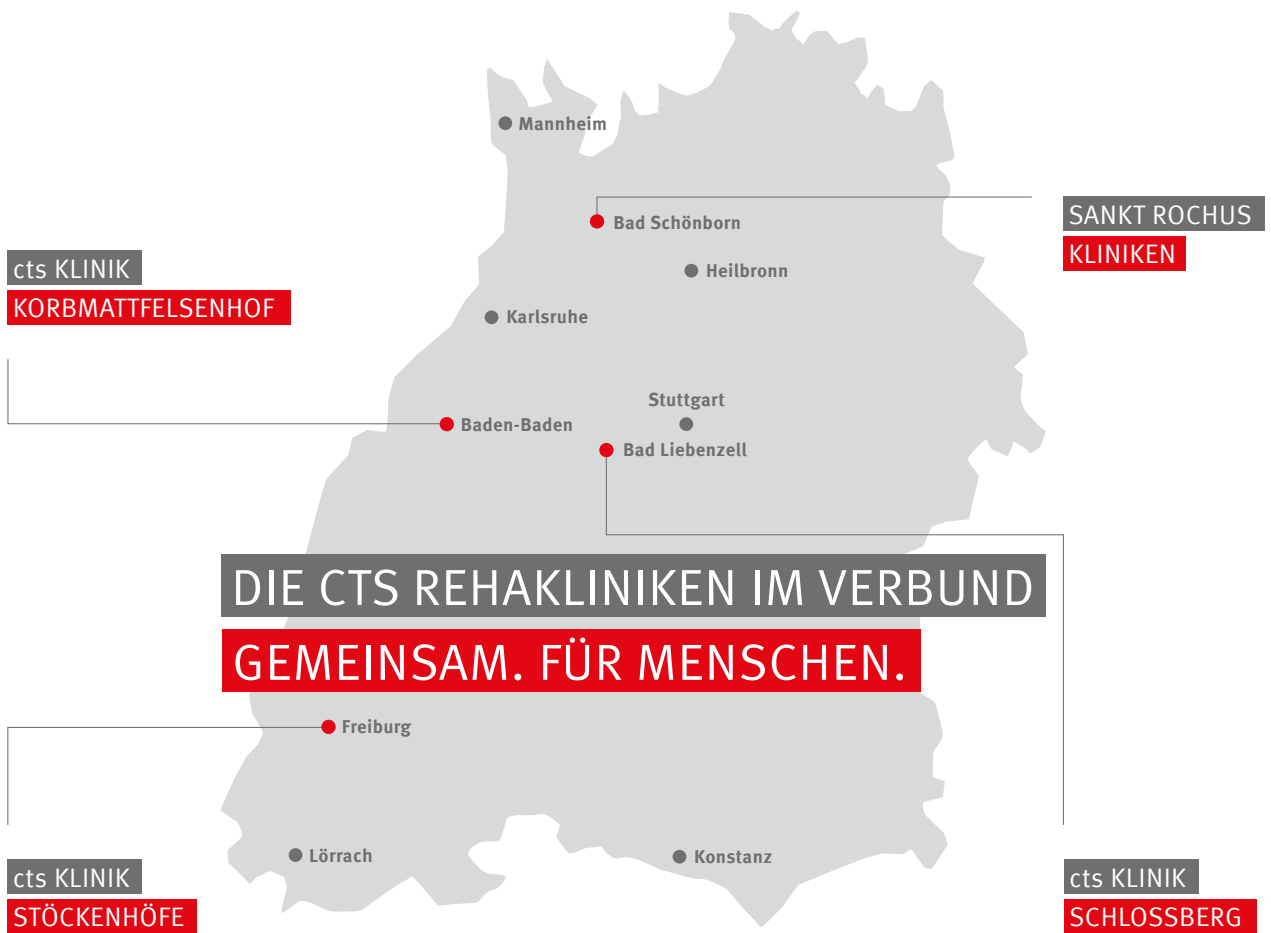 Mannheim
Bad Schönborn
SANKT ROCHUS
KLINIKEN
cts KLINIK
KORBMATTFELSENHOF
Heilbronn
Karlsruhe
Stuttgart
Baden-Baden
Bad Liebenzell
DIE CTS REHAKLINIKEN IM VERBUND
GEMEINSAM. FÜR MENSCHEN.
Freiburg
Lörrach
Konstanz
cts KLINIK
STÖCKENHÖFE
cts KLINIK
SCHLOSSBERG